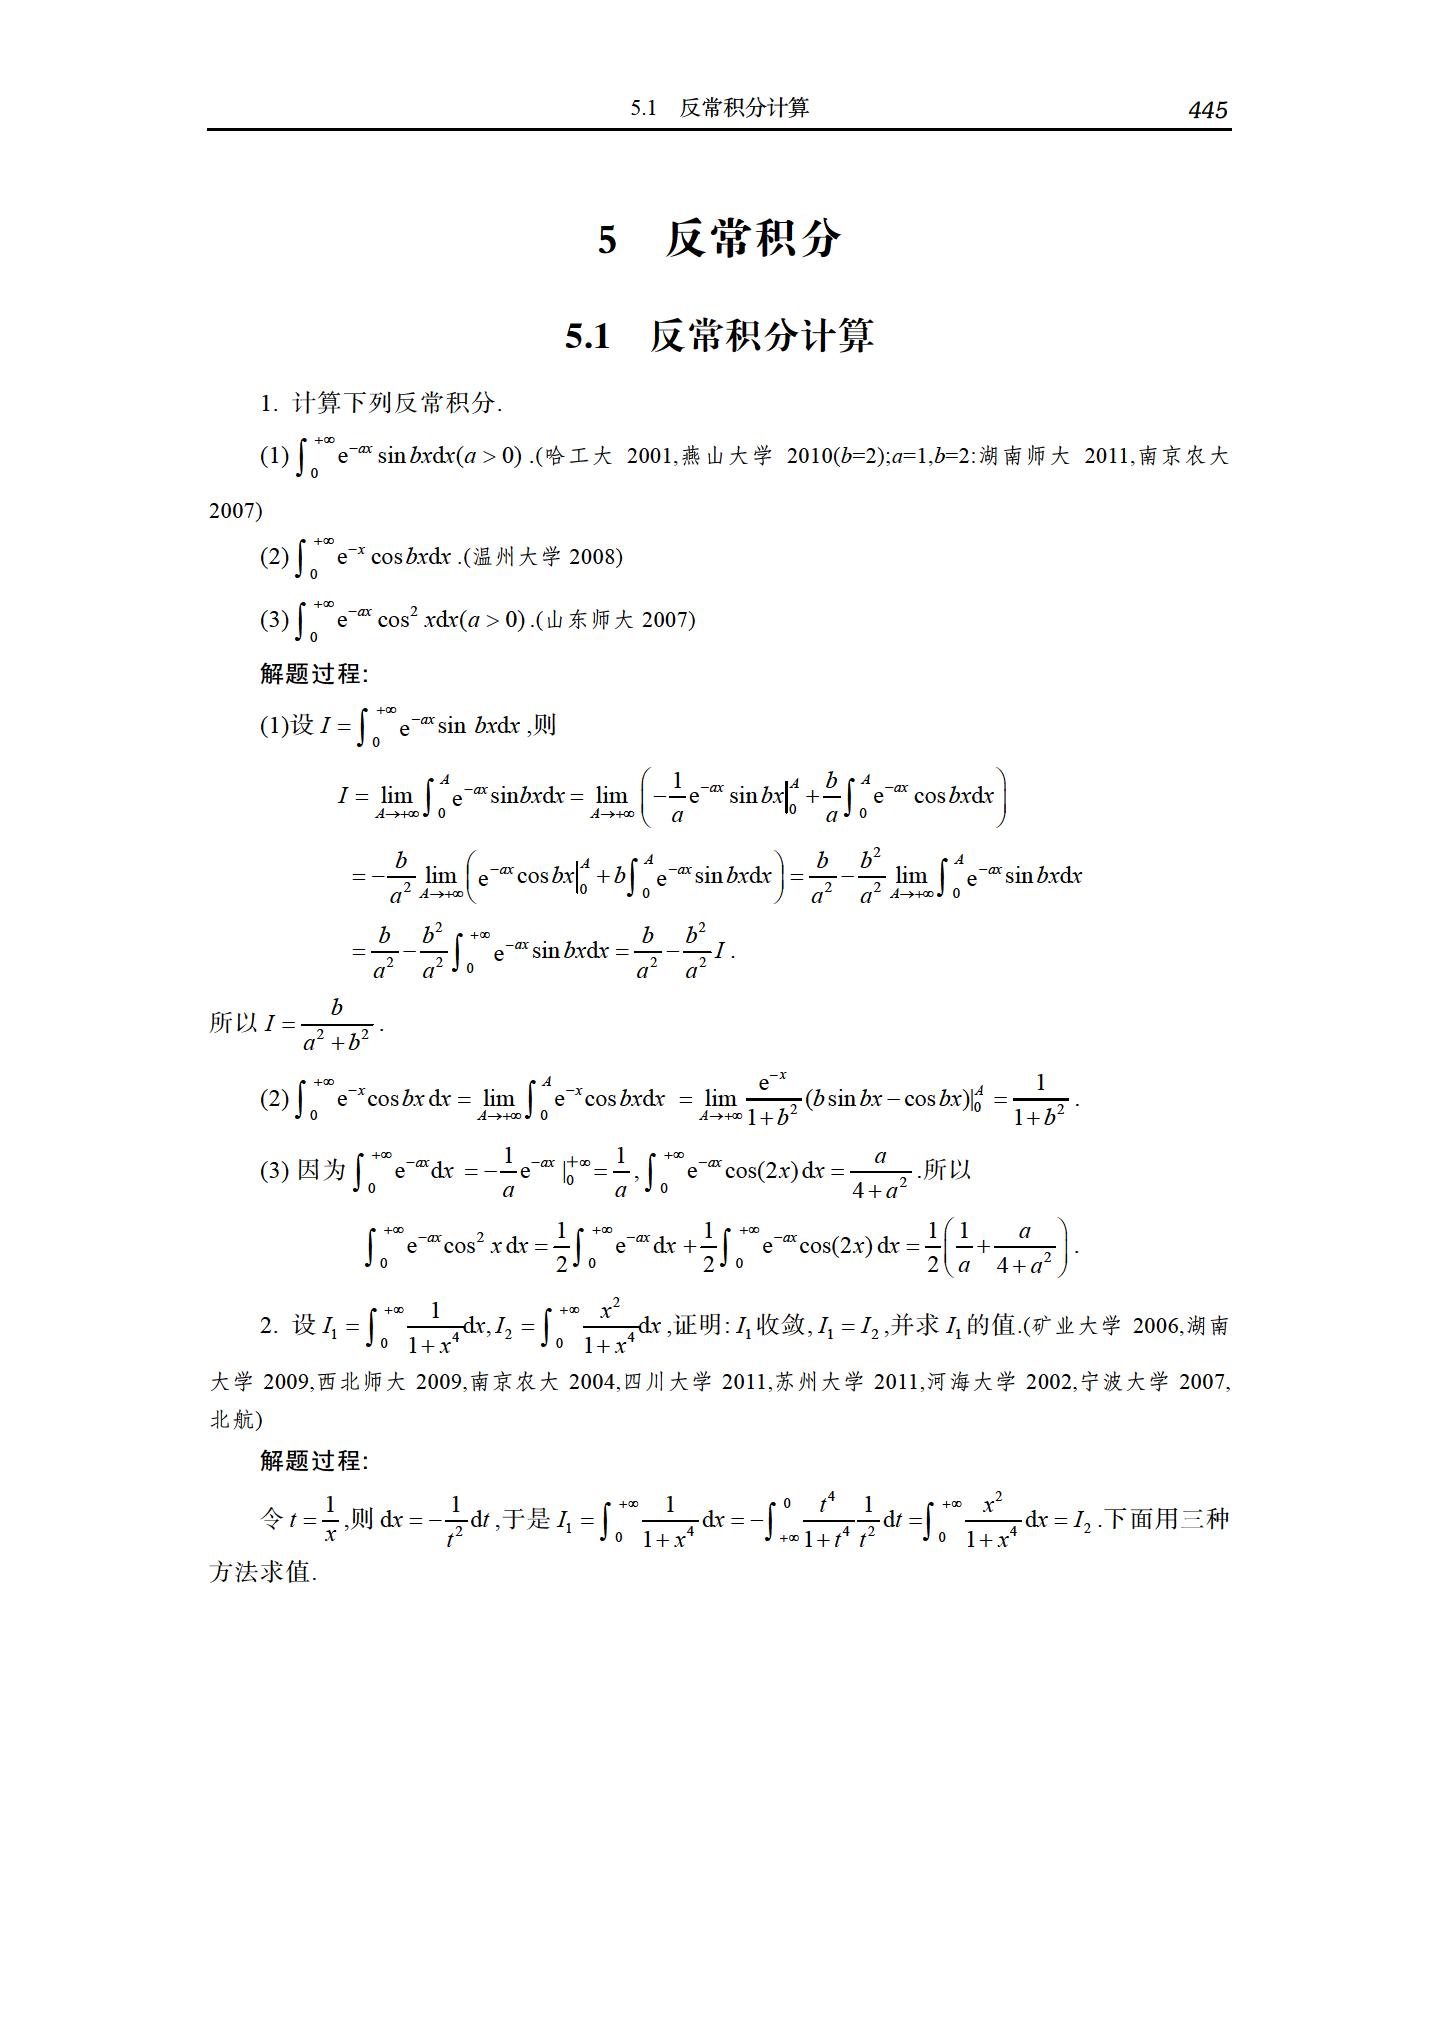 5.1 反常积分计算 445
5 反常积分
5.1 反常积分计算
1. 计算下列反常积分.
(1) $\int_0^{+\infty} e^{-ax} \sin bx dx (a > 0)$ .(哈工大 2001,燕山大学 2010(b=2);a=1,b=2:湖南师大 2011,南京农大
2007)
(2) $\int_0^{+\infty} e^{-x} \cos bx dx$ .(温州大学 2008)
(3) $\int_0^{+\infty} e^{-ax} \cos^2 x dx (a > 0)$ .(山东师大 2007)
解题过程:
(1)设 $I = \int_0^{+\infty} e^{-ax} \sin bx dx$ ,则
$I = \lim_{A \to +\infty} \int_0^A e^{-ax} \sin bx dx = \lim_{A \to +\infty} \left( -\frac{1}{a} e^{-ax} \sin bx \Big|_0^A + \frac{b}{a} \int_0^A e^{-ax} \cos bx dx \right)$
$= -\frac{b}{a^2} \lim_{A \to +\infty} \left( e^{-ax} \cos bx \Big|_0^A + b \int_0^A e^{-ax} \sin bx dx \right) = \frac{b}{a^2} - \frac{b^2}{a^2} \lim_{A \to +\infty} \int_0^A e^{-ax} \sin bx dx$
$= \frac{b}{a^2} - \frac{b^2}{a^2} \int_0^{+\infty} e^{-ax} \sin bx dx = \frac{b}{a^2} - \frac{b^2}{a^2} I$ .
所以 $I = \frac{b}{a^2 + b^2}$ .
(2) $\int_0^{+\infty} e^{-x} \cos bx dx = \lim_{A \to +\infty} \int_0^A e^{-x} \cos bx dx = \lim_{A \to +\infty} \frac{e^{-x}}{1 + b^2} (b \sin bx - \cos bx) |_0^A = \frac{1}{1 + b^2}$ .
(3) 因为 $\int_0^{+\infty} e^{-ax} dx = -\frac{1}{a} e^{-ax} |_0^{+\infty} = \frac{1}{a}, \int_0^{+\infty} e^{-ax} \cos(2x) dx = \frac{a}{4 + a^2}$ .所以
$\int_0^{+\infty} e^{-ax} \cos^2 x dx = \frac{1}{2} \int_0^{+\infty} e^{-ax} dx + \frac{1}{2} \int_0^{+\infty} e^{-ax} \cos(2x) dx = \frac{1}{2} \left( \frac{1}{a} + \frac{a}{4 + a^2} \right)$ .
2. 设 $I_1 = \int_0^{+\infty} \frac{1}{1 + x^4} dx, I_2 = \int_0^{+\infty} \frac{x^2}{1 + x^4} dx$ ,证明: $I_1$ 收敛, $I_1 = I_2$ ,并求 $I_1$ 的值.(矿业大学 2006,湖南
大学 2009,西北师大 2009,南京农大 2004,四川大学 2011,苏州大学 2011,河海大学 2002,宁波大学 2007,
北航)
解题过程:
令 $t = \frac{1}{x}$ ,则 $dx = -\frac{1}{t^2} dt$ ,于是 $I_1 = \int_0^{+\infty} \frac{1}{1 + x^4} dx = -\int_{+\infty}^0 \frac{t^4}{1 + t^4} \frac{1}{t^2} dt = \int_0^{+\infty} \frac{x^2}{1 + x^4} dx = I_2$ .下面用三种
方法求值.